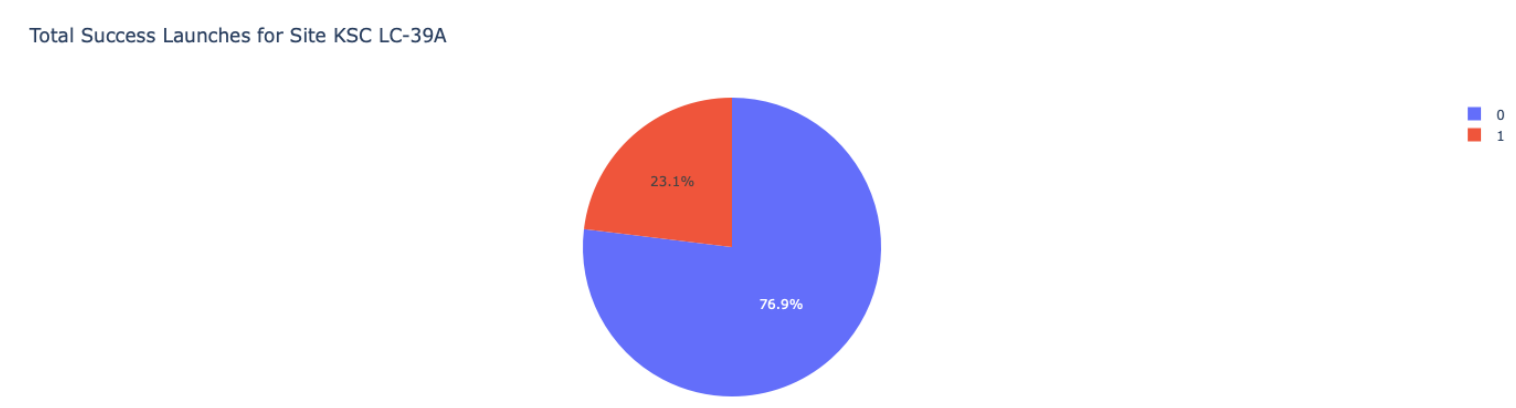 Total Success Launches for Site KSC LC-39A
0
1
23.1%
76.9%